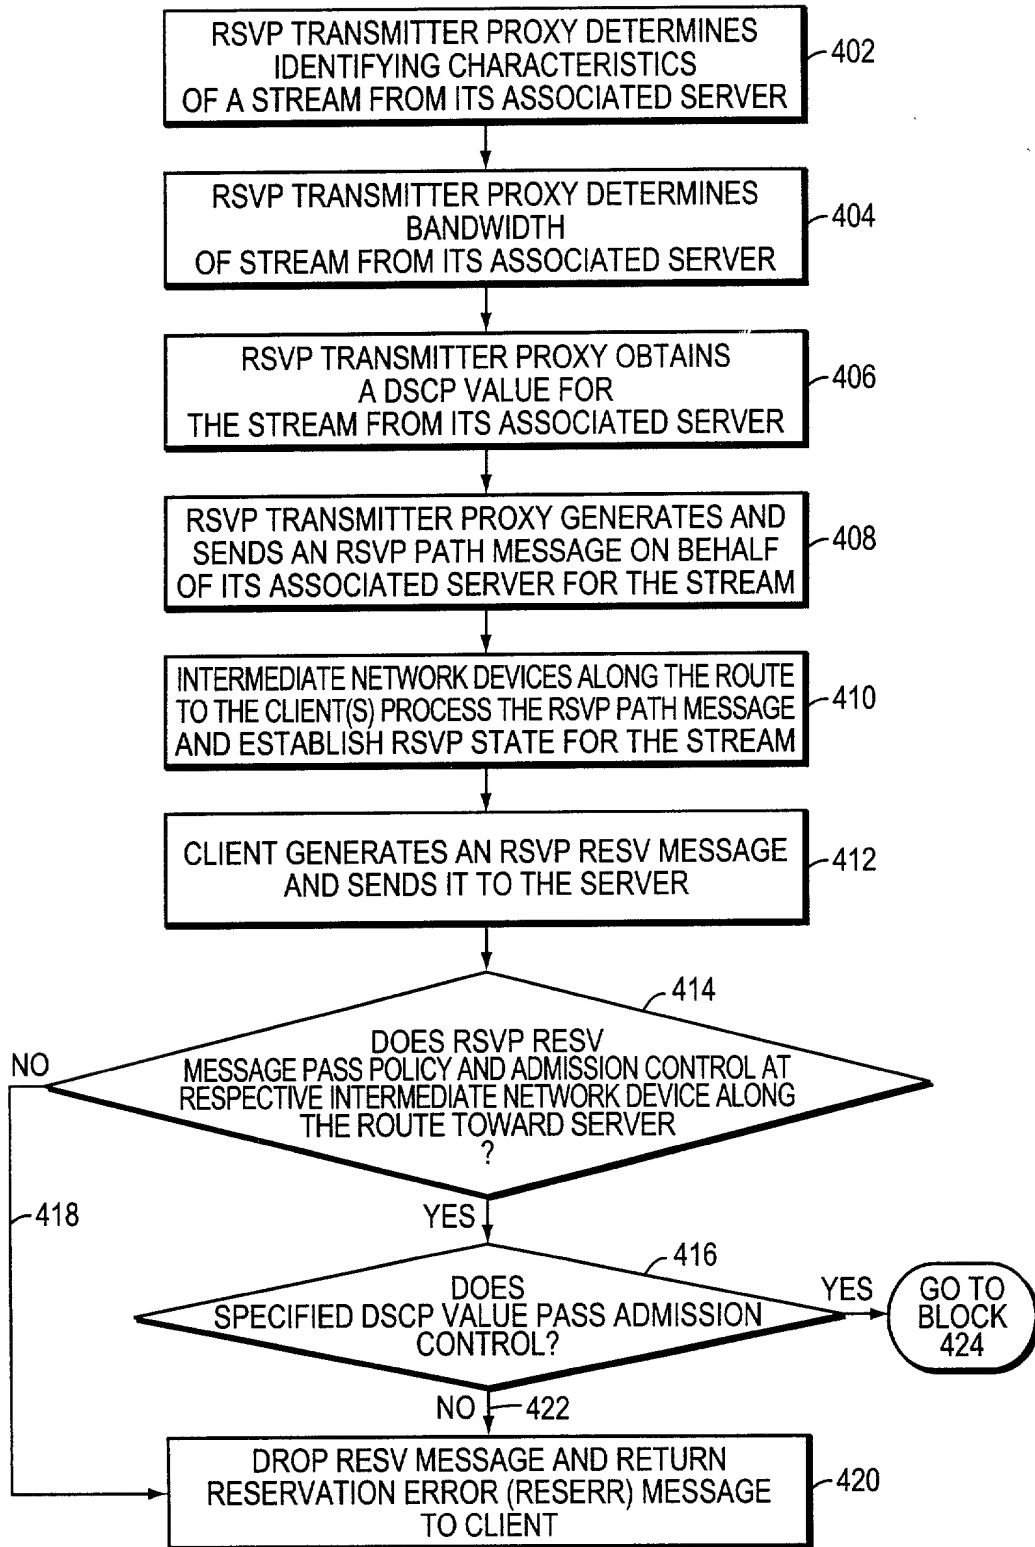 RSVP TRANSMITTER PROXY DETERMINES
IDENTIFYING CHARACTERISTICS
OF A STREAM FROM ITS ASSOCIATED SERVER
402
RSVP TRANSMITTER PROXY DETERMINES
BANDWIDTH
OF STREAM FROM ITS ASSOCIATED SERVER
404
RSVP TRANSMITTER PROXY OBTAINS
A DSCP VALUE FOR
THE STREAM FROM ITS ASSOCIATED SERVER
406
RSVP TRANSMITTER PROXY GENERATES AND
SENDS AN RSVP PATH MESSAGE ON BEHALF
OF ITS ASSOCIATED SERVER FOR THE STREAM
408
INTERMEDIATE NETWORK DEVICES ALONG THE ROUTE
TO THE CLIENT(S) PROCESS THE RSVP PATH MESSAGE
AND ESTABLISH RSVP STATE FOR THE STREAM
410
CLIENT GENERATES AN RSVP RESV MESSAGE
AND SENDS IT TO THE SERVER
412
414
NO
DOES RSVP RESV
MESSAGE PASS POLICY AND ADMISSION CONTROL AT
RESPECTIVE INTERMEDIATE NETWORK DEVICE ALONG
THE ROUTE TOWARD SERVER
?
418
YES
416
DOES
SPECIFIED DSCP VALUE PASS ADMISSION
CONTROL?
YES
GO TO
BLOCK
424
NO
422
DROP RESV MESSAGE AND RETURN
RESERVATION ERROR (RESERR) MESSAGE
TO CLIENT
420